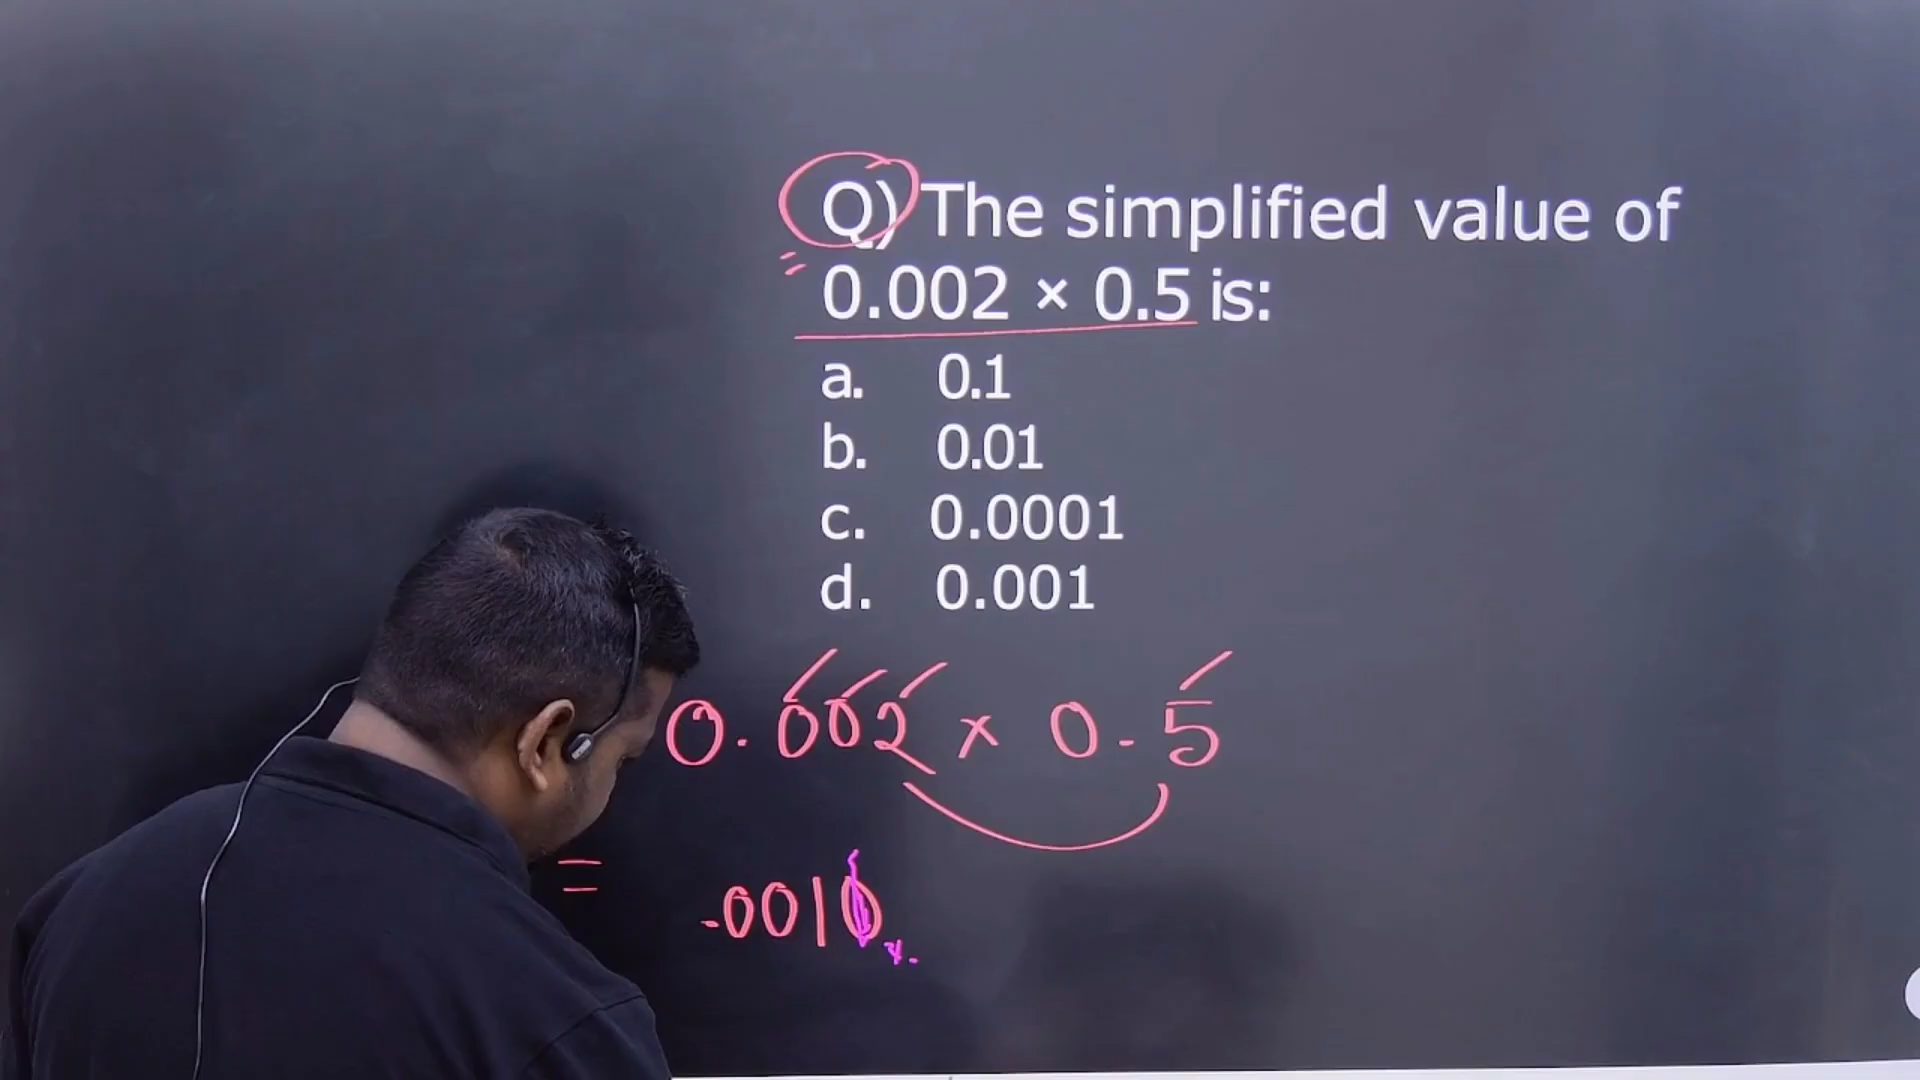 Q) The simplified value of
0.002 × 0.5 is:
a. 0.1
b. 0.01
c. 0.0001
d. 0.001
0.002 × 0.5
= .0010